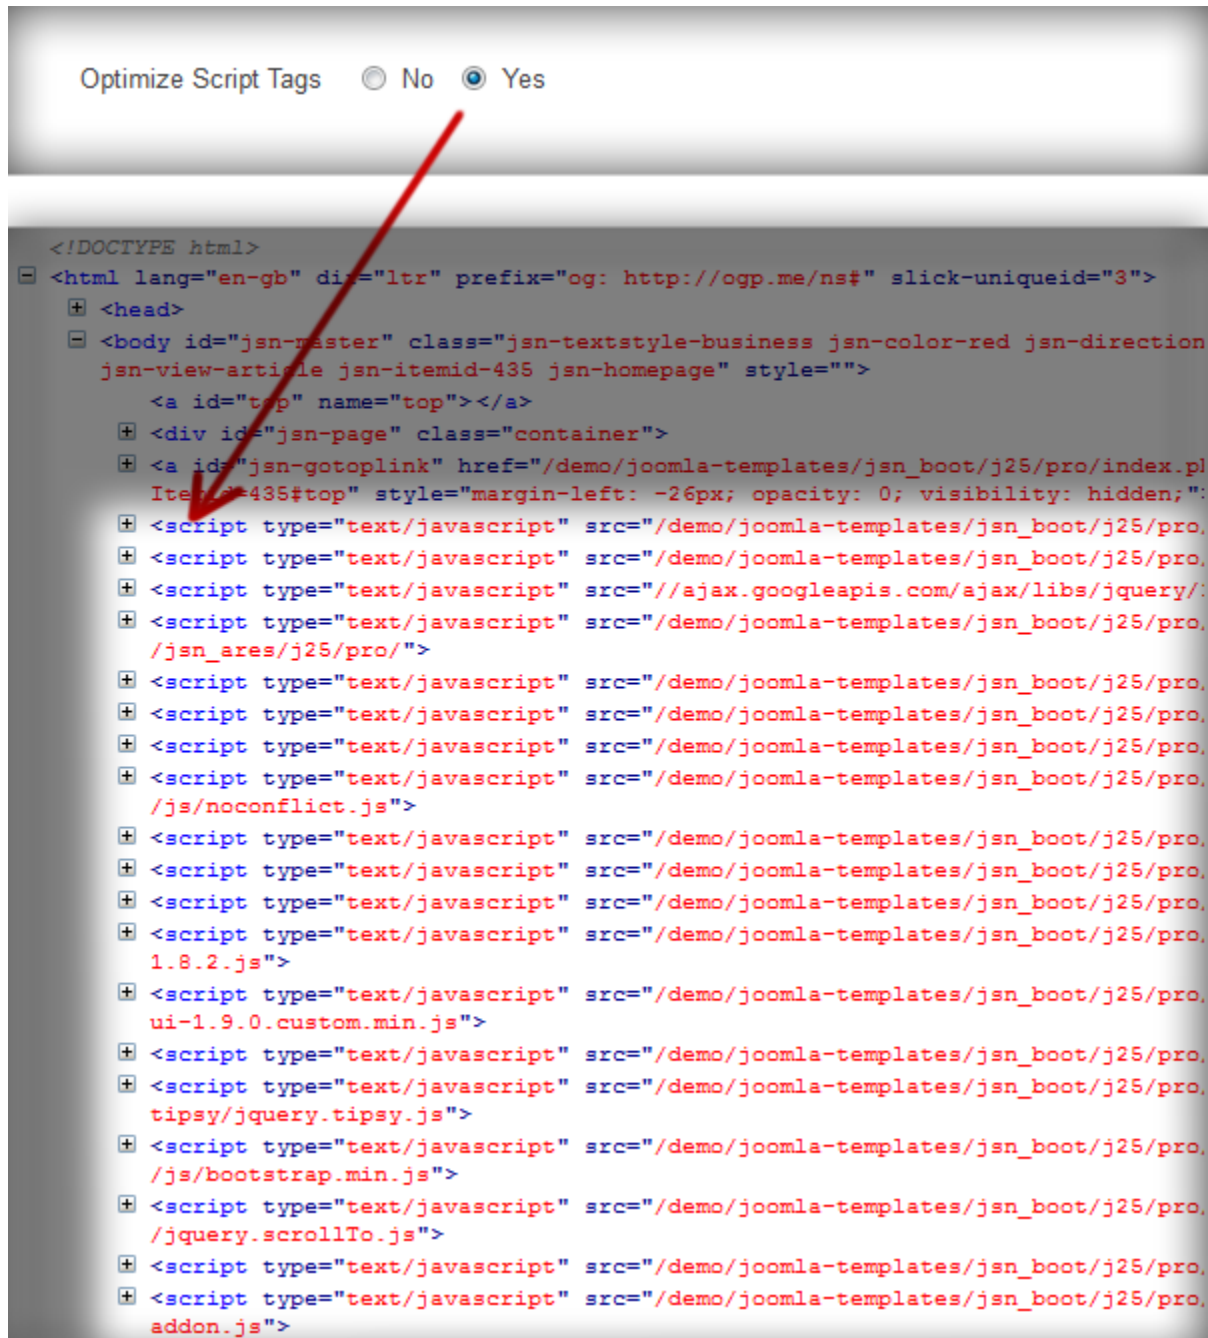 Optimize Script Tags No Yes
<!DOCTYPE html>
<html lang="en-gb" dir="ltr" prefix="og: http://ogp.me/ns#" slick-uniqueid="3">
<head>
<body id="jsn-master" class="jsn-textstyle-business jsn-color-red jsn-direction
jsn-view-article jsn-itemid-435 jsn-homepage" style="">
<a id="top" name="top"></a>
<div id="jsn-page" class="container">
<a id="jsn-gotoplink" href="/demo/joomla-templates/jsn_boot/j25/pro/index.p
Itemid=435#top" style="margin-left: -26px; opacity: 0; visibility: hidden;"
<script type="text/javascript" src="/demo/joomla-templates/jsn_boot/j25/pro
<script type="text/javascript" src="/demo/joomla-templates/jsn_boot/j25/pro
<script type="text/javascript" src="//ajax.googleapis.com/ajax/libs/jquery/
<script type="text/javascript" src="/demo/joomla-templates/jsn_boot/j25/pro
/jsn_ares/j25/pro/">
<script type="text/javascript" src="/demo/joomla-templates/jsn_boot/j25/pro
<script type="text/javascript" src="/demo/joomla-templates/jsn_boot/j25/pro
<script type="text/javascript" src="/demo/joomla-templates/jsn_boot/j25/pro
<script type="text/javascript" src="/demo/joomla-templates/jsn_boot/j25/pro
/js/noconflict.js">
<script type="text/javascript" src="/demo/joomla-templates/jsn_boot/j25/pro
<script type="text/javascript" src="/demo/joomla-templates/jsn_boot/j25/pro
<script type="text/javascript" src="/demo/joomla-templates/jsn_boot/j25/pro
<script type="text/javascript" src="/demo/joomla-templates/jsn_boot/j25/pro
1.8.2.js">
<script type="text/javascript" src="/demo/joomla-templates/jsn_boot/j25/pro
ui-1.9.0.custom.min.js">
<script type="text/javascript" src="/demo/joomla-templates/jsn_boot/j25/pro
<script type="text/javascript" src="/demo/joomla-templates/jsn_boot/j25/pro
tipsy/jquery.tipsy.js">
<script type="text/javascript" src="/demo/joomla-templates/jsn_boot/j25/pro
/js/bootstrap.min.js">
<script type="text/javascript" src="/demo/joomla-templates/jsn_boot/j25/pro
/jquery.scrollTo.js">
<script type="text/javascript" src="/demo/joomla-templates/jsn_boot/j25/pro
<script type="text/javascript" src="/demo/joomla-templates/jsn_boot/j25/pro
addon.js">